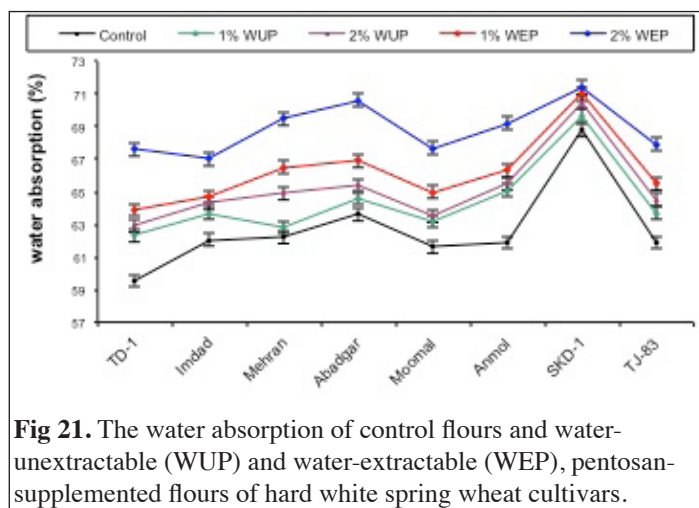 Control 1% WUP 2% WUP 1% WEP 2% WEP
water absorption (%)
73
71
69
67
65
63
61
59
57
TD-1 Imdad Mehran Abadgar Moomal Anmol SKD-1 TJ-83
Fig 21. The water absorption of control flours and water-
unextractable (WUP) and water-extractable (WEP), pentosan-
supplemented flours of hard white spring wheat cultivars.